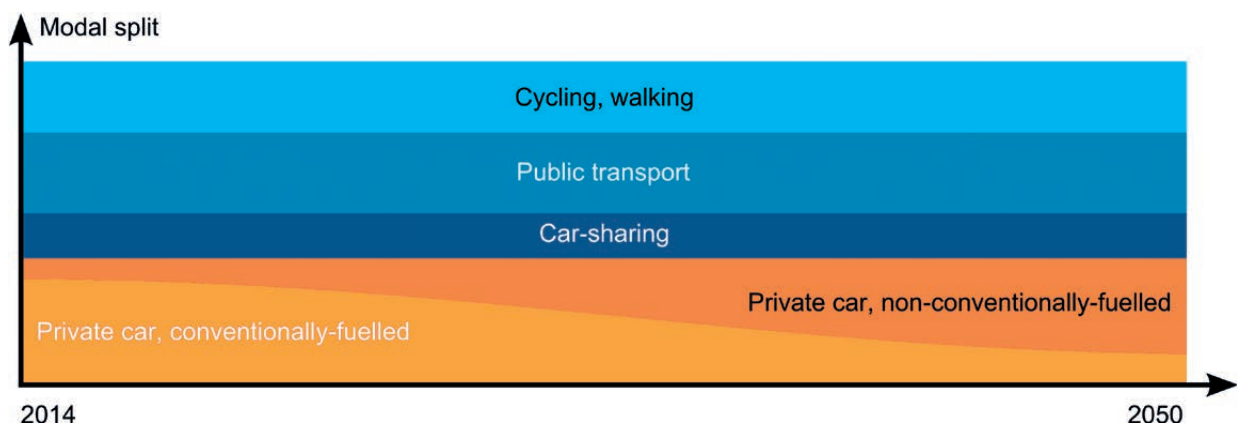 Modal split
Cycling, walking
Public transport
Car-sharing
Private car, non-conventionally-fuelled
Private car, conventionally-fuelled
2014
2050